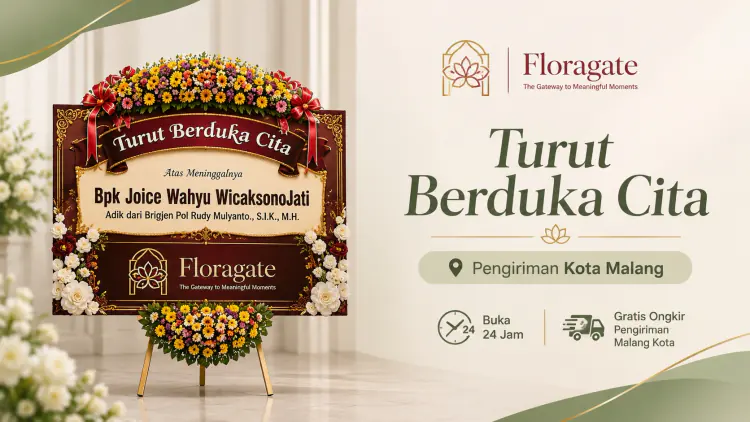 Turut Berduka Cita
Atas Meninggalnya
Bpk Joice Wahyu WicaksonoJati
Adik dari Brigjen Pol Rudy Mulyanto., S.I.K., M.H.
Floragate
The Gateway to Meaningful Moments
Floragate
The Gateway to Meaningful Moments
Turut
Berduka Cita
Pengiriman Kota Malang
24
Buka
24 Jam
Gratis Ongkir
Pengiriman
Malang Kota